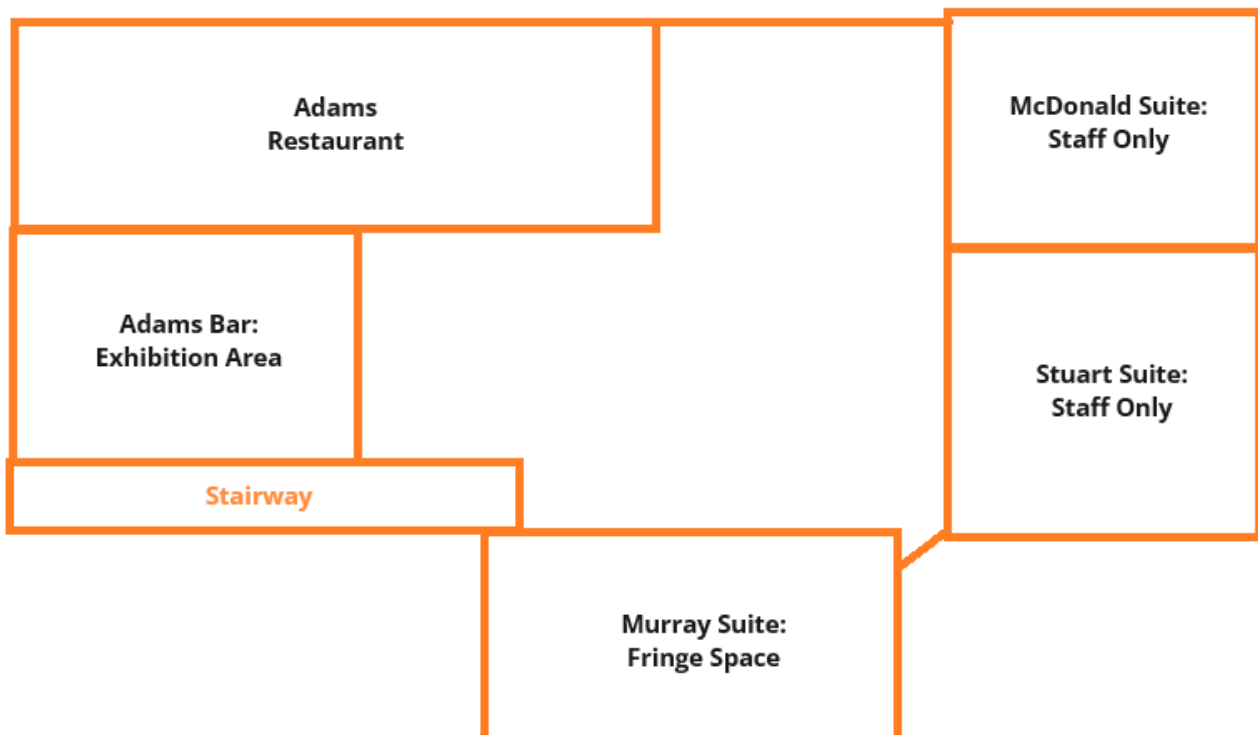 Adams
Restaurant
McDonald Suite:
Staff Only
Adams Bar:
Exhibition Area
Stuart Suite:
Staff Only
Stairway
Murray Suite:
Fringe Space